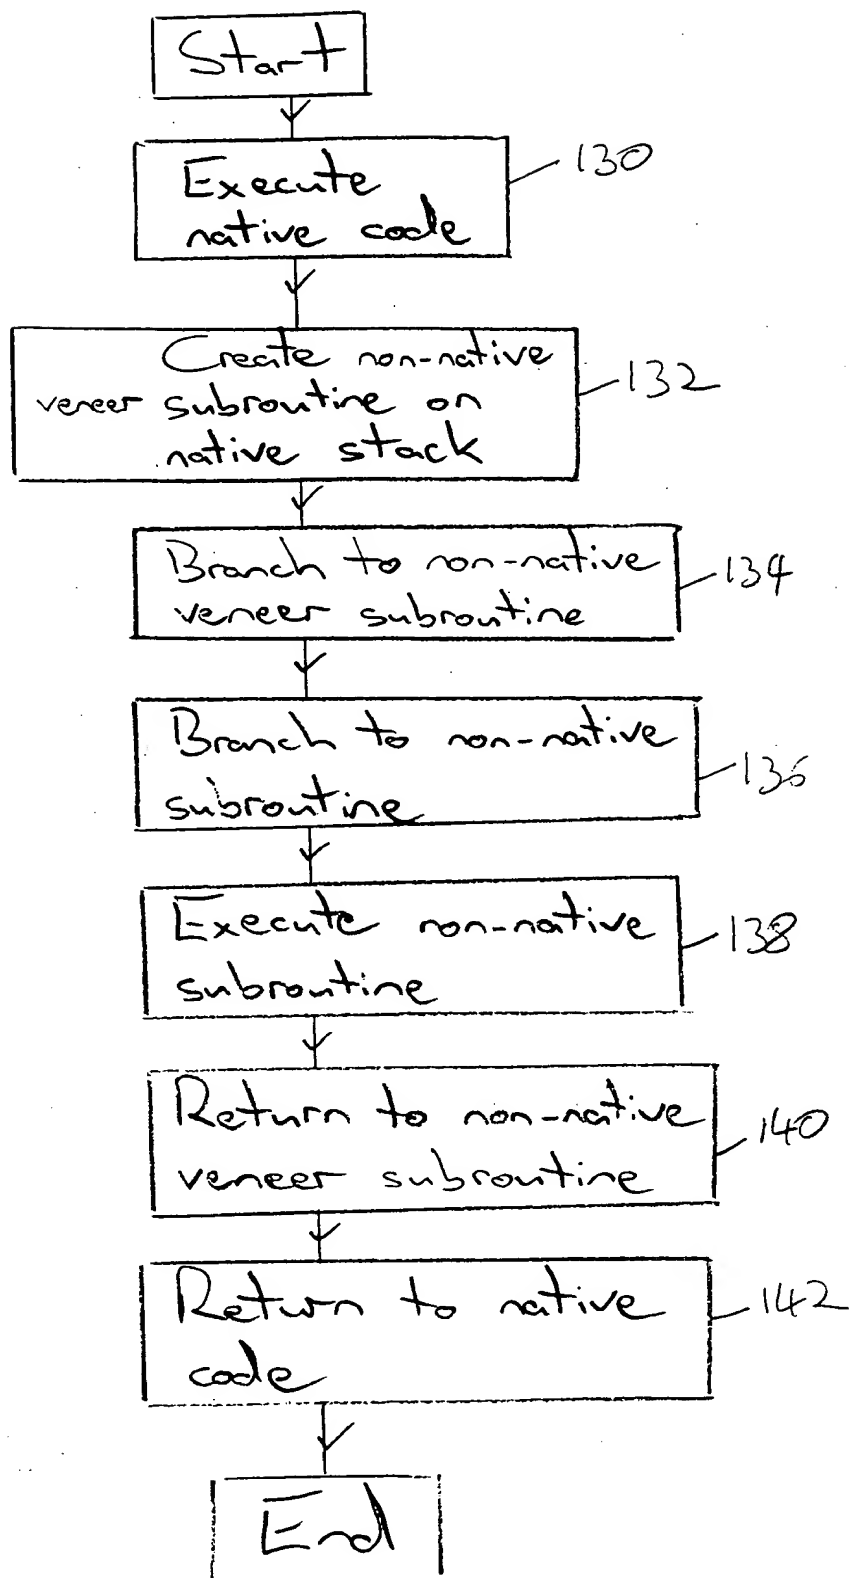 Start
Execute
native code
130
Create non-native
veneer subroutine on
native stack
132
Branch to non-native
veneer subroutine
134
Branch to non-native
subroutine
136
Execute non-native
subroutine
138
Return to non-native
veneer subroutine
140
Return to native
code
142
End